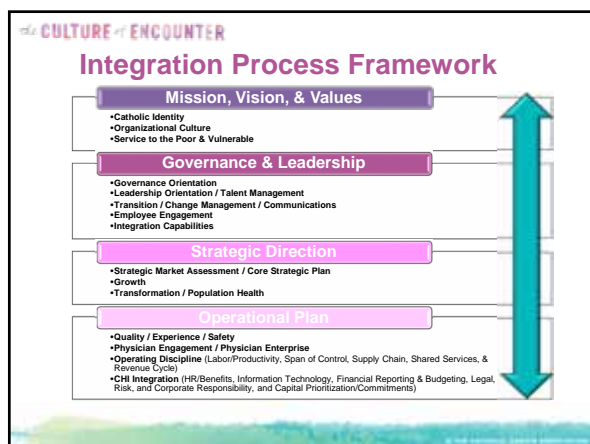 the CULTURE of ENCOUNTER
Integration Process Framework
Mission, Vision, & Values
•Catholic Identity
•Organizational Culture
•Service to the Poor & Vulnerable
Governance & Leadership
•Governance Orientation
•Leadership Orientation / Talent Management
•Transition / Change Management / Communications
•Employee Engagement
•Integration Capabilities
Strategic Direction
•Strategic Market Assessment / Core Strategic Plan
•Growth
•Transformation / Population Health
Operational Plan
•Quality / Experience / Safety
•Physician Engagement / Physician Enterprise
•Operating Discipline (Labor/Productivity, Span of Control, Supply Chain, Shared Services, &
Revenue Cycle)
•CHI Integration (HR/Benefits, Information Technology, Financial Reporting & Budgeting, Legal,
Risk, and Corporate Responsibility, and Capital Prioritization/Commitments)